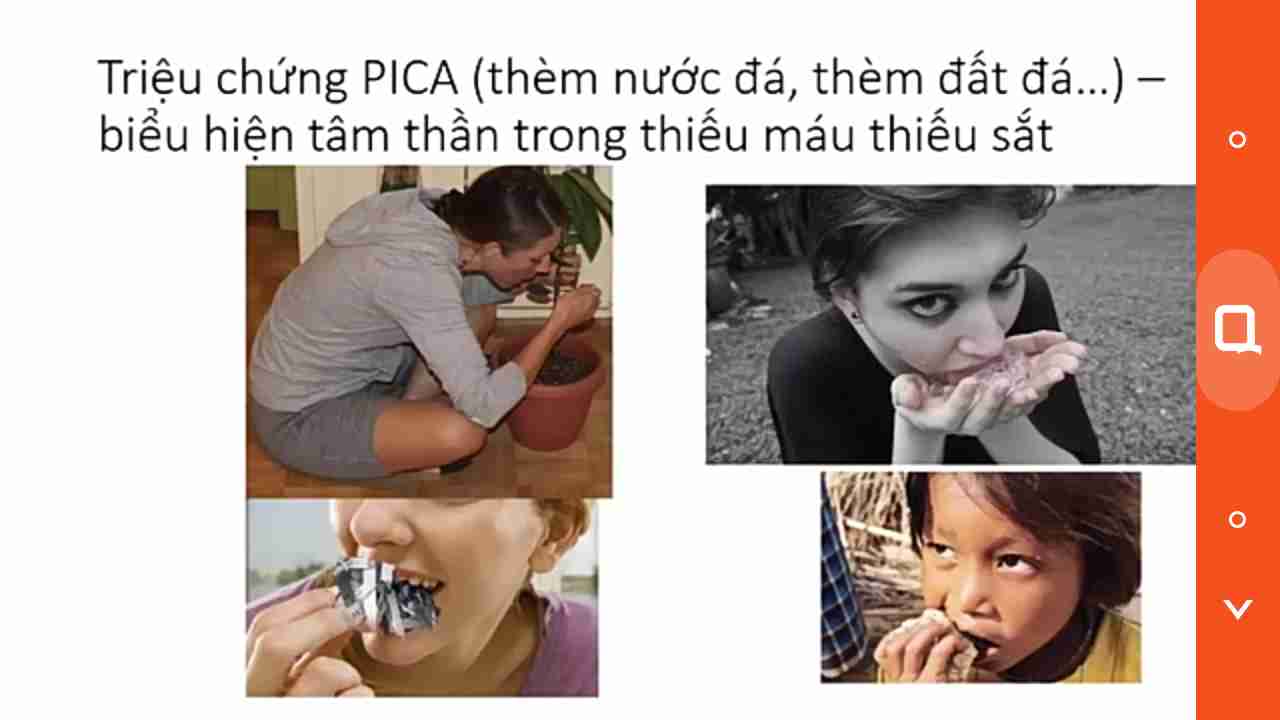 Triệu chứng PICA (thèm nước đá, thèm đất đá...) –
biểu hiện tâm thần trong thiếu máu thiếu sắt